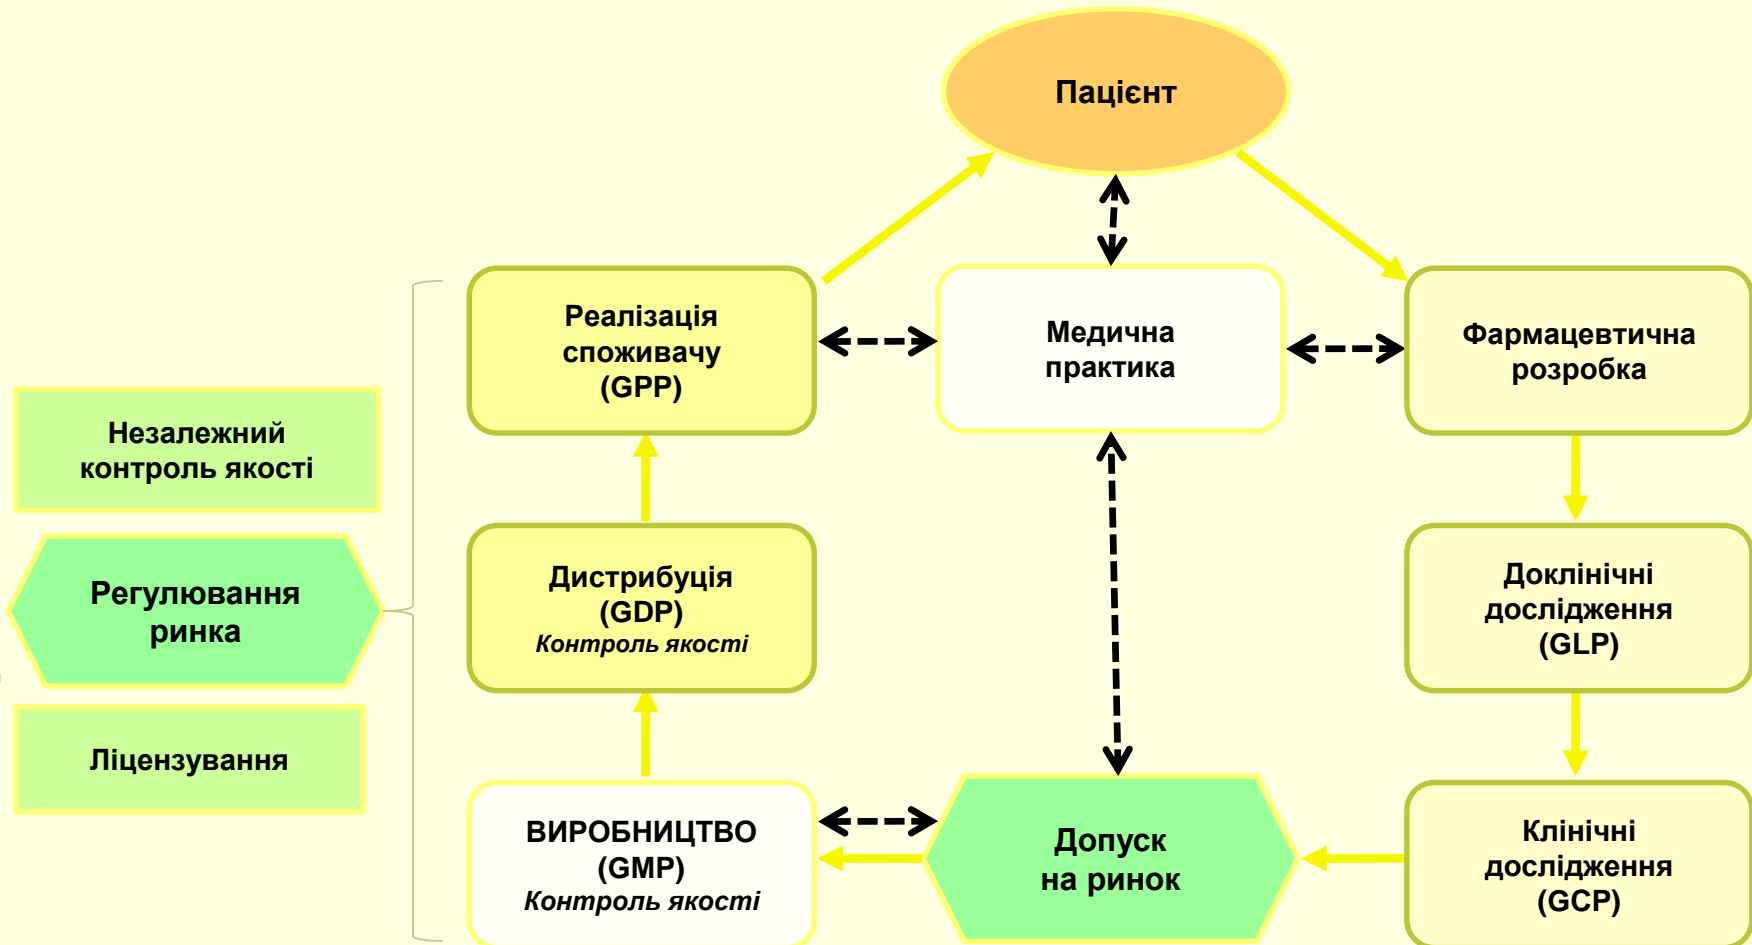 Пацієнт
Реалізація
споживачу
(GPP)
Медична
практика
Фармацевтична
розробка
Незалежний
контроль якості
Регулювання
ринка
Ліцензування
Дистрибуція
(GDP)
Контроль якості
Доклінічні
дослідження
(GLP)
ВИРОБНИЦТВО
(GMP)
Контроль якості
Допуск
на ринок
Клінічні
дослідження
(GCP)